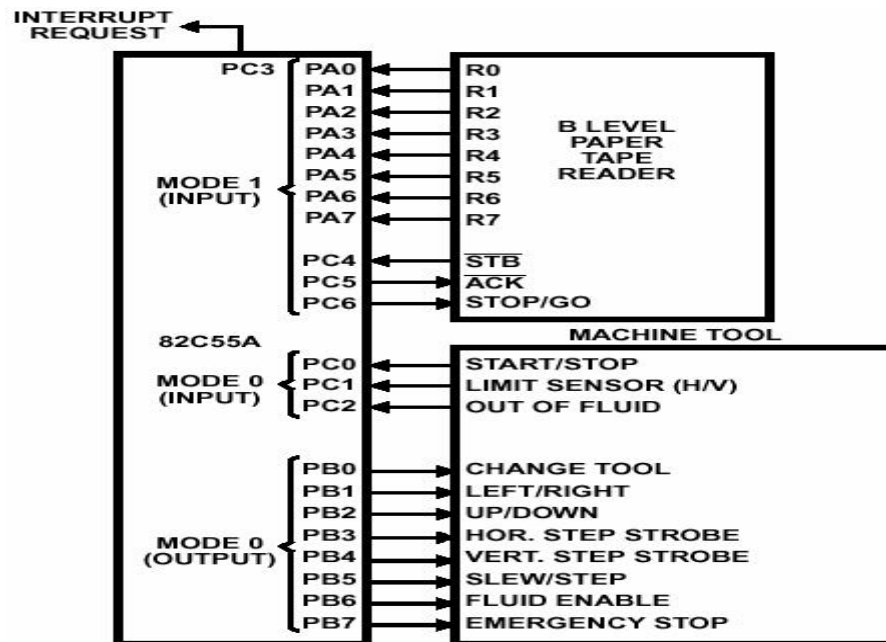 INTERRUPT
REQUEST
PC3 PA0 R0
PA1 R1
PA2 R2
PA3 R3
PA4 R4
PA5 R5
PA6 R6
PA7 R7
B LEVEL
PAPER
TAPE
READER
MODE 1
(INPUT)
PC4 STB
PC5 ACK
PC6 STOP/GO
MACHINE TOOL
82C55A
MODE 0
(INPUT)
PC0 START/STOP
PC1 LIMIT SENSOR (H/V)
PC2 OUT OF FLUID
MODE 0
(OUTPUT)
PB0 CHANGE TOOL
PB1 LEFT/RIGHT
PB2 UP/DOWN
PB3 HOR. STEP STROBE
PB4 VERT. STEP STROBE
PB5 SLEW/STEP
PB6 FLUID ENABLE
PB7 EMERGENCY STOP